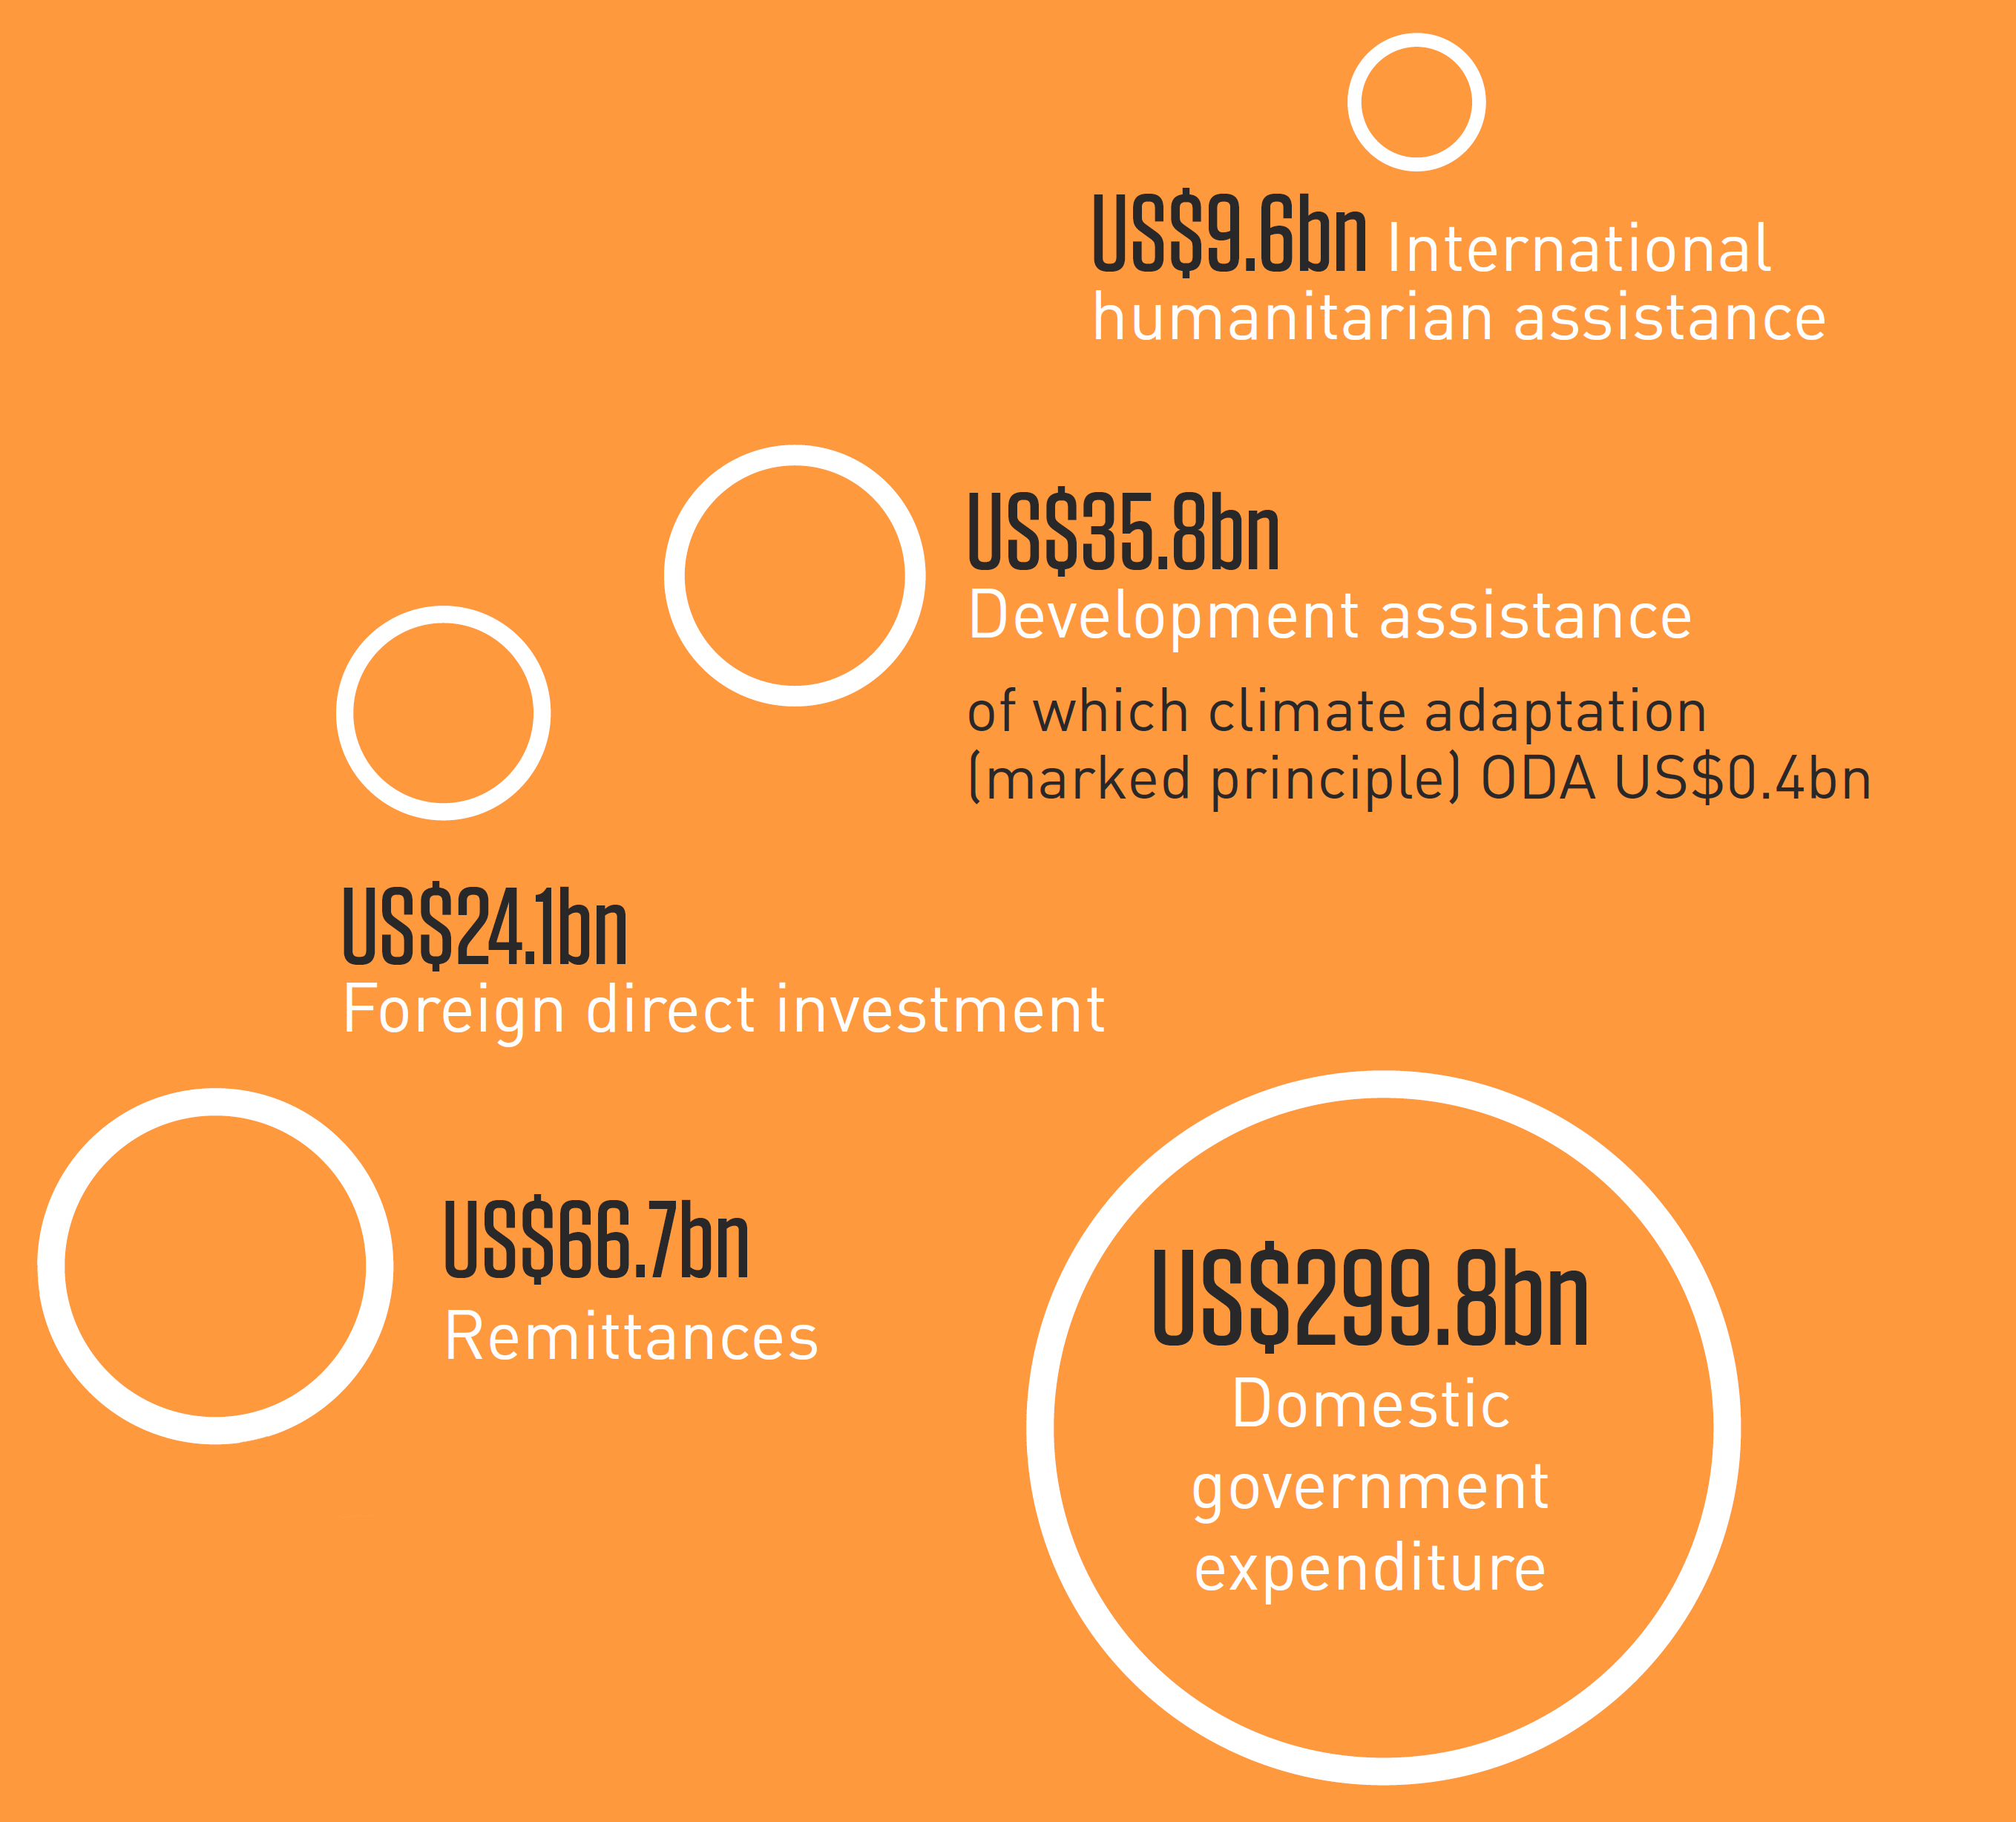 US$9.6bn International
humanitarian assistance
US$35.8bn
Development assistance
of which climate adaptation
(marked principle) ODA US$0.4bn
US$24.1bn
Foreign direct investment
US$66.7bn
Remittances
US$299.8bn
Domestic
government
expenditure